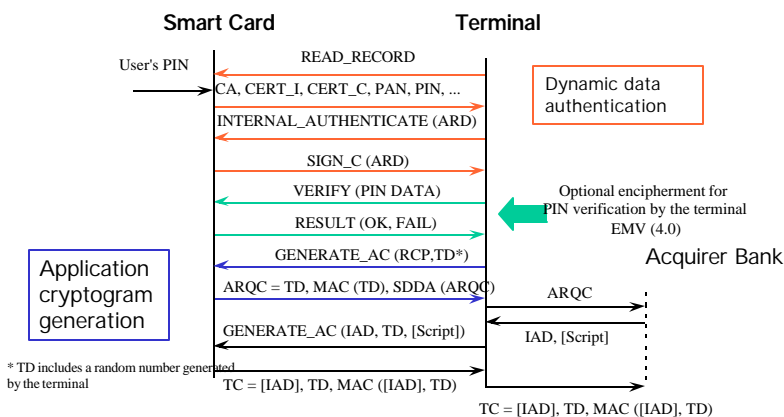 Smart Card
Terminal
READ_RECORD
User's PIN
CA, CERT_I, CERT_C, PAN, PIN, ...
Dynamic data
authentication
INTERNAL_AUTHENTICATE (ARD)
SIGN_C (ARD)
VERIFY (PIN DATA)
Optional encipherment for
PIN verification by the terminal
EMV (4.0)
RESULT (OK, FAIL)
GENERATE_AC (RCP,TD*)
Acquirer Bank
Application
cryptogram
generation
ARQC = TD, MAC (TD), SDDA (ARQC)
ARQC
GENERATE_AC (IAD, TD, [Script])
IAD, [Script]
* TD includes a random number generated
by the terminal
TC = [IAD], TD, MAC ([IAD], TD)
TC = [IAD], TD, MAC ([IAD], TD)